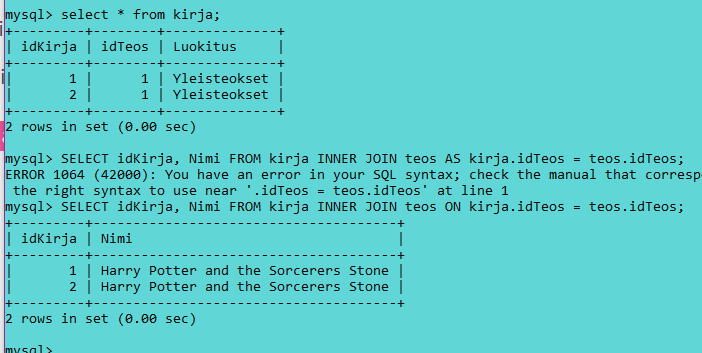 mysql> select * from kirja;
+---------+--------+--------------+
| idKirja | idTeos | Luokitus     |
+---------+--------+--------------+
|       1 |      1 | Yleisteokset |
|       2 |      1 | Yleisteokset |
+---------+--------+--------------+
2 rows in set (0.00 sec)
mysql> SELECT idKirja, Nimi FROM kirja INNER JOIN teos AS kirja.idTeos = teos.idTeos;
ERROR 1064 (42000): You have an error in your SQL syntax; check the manual that corresp
 the right syntax to use near '.idTeos = teos.idTeos' at line 1
mysql> SELECT idKirja, Nimi FROM kirja INNER JOIN teos ON kirja.idTeos = teos.idTeos;
+---------+---------------------------------------+
| idKirja | Nimi                                  |
+---------+---------------------------------------+
|       1 | Harry Potter and the Sorcerers Stone |
|       2 | Harry Potter and the Sorcerers Stone |
+---------+---------------------------------------+
2 rows in set (0.00 sec)
mysql>